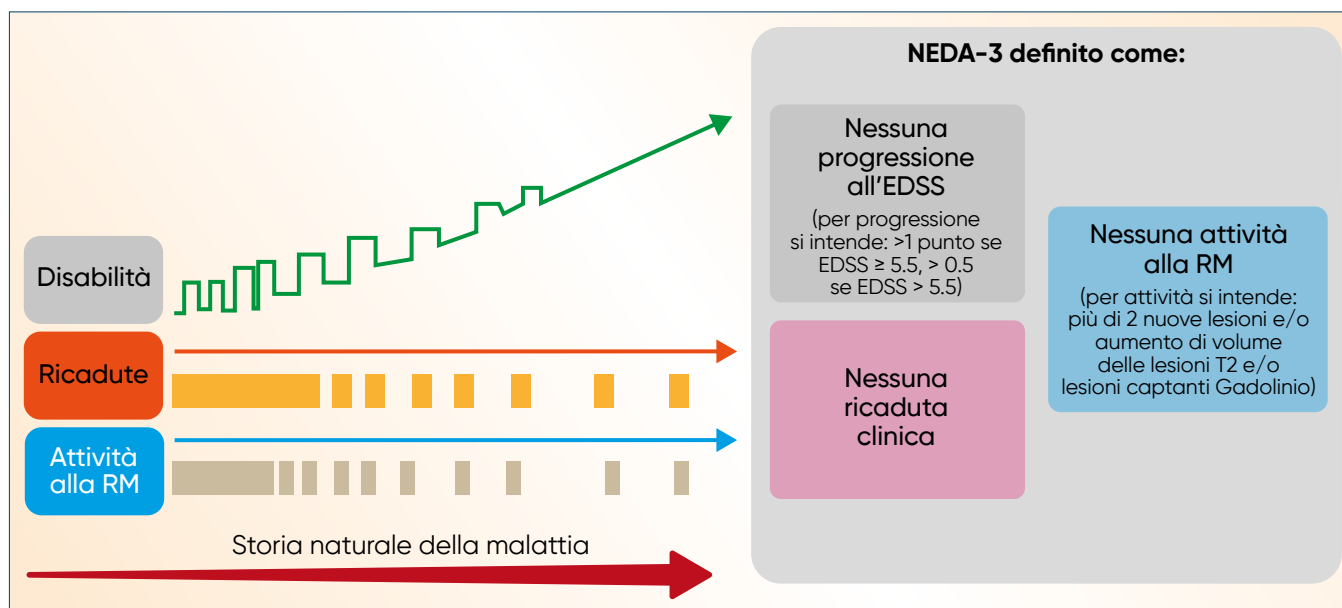 NEDA-3 definito come:
Nessuna
progressione
all'EDSS
(per progressione
si intende: >1 punto se
EDSS ≥ 5.5, > 0.5
se EDSS > 5.5)
Nessuna attività
alla RM
(per attività si intende:
più di 2 nuove lesioni e/o
aumento di volume
delle lesioni T2 e/o
lesioni captanti Gadolinio)
Nessuna
ricaduta
clinica
Disabilità
Ricadute
Attività
alla RM
Storia naturale della malattia